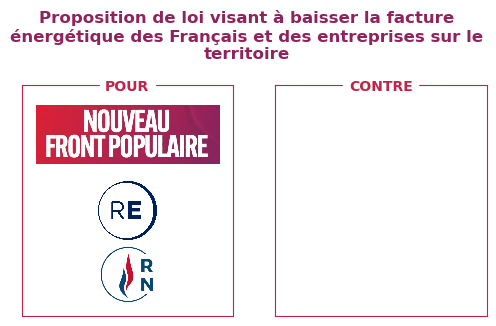 Proposition de loi visant à baisser la facture
énergétique des Français et des entreprises sur le
territoire
POUR
CONTRE
NOUVEAU
FRONT POPULAIRE
RE
R
N